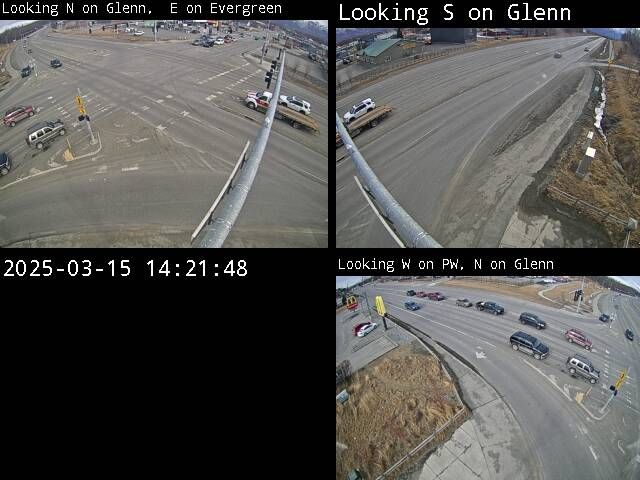 Looking N on Glenn,  E on Evergreen
Looking S on Glenn
2025-03-15 14:21:48
Looking W on PW, N on Glenn